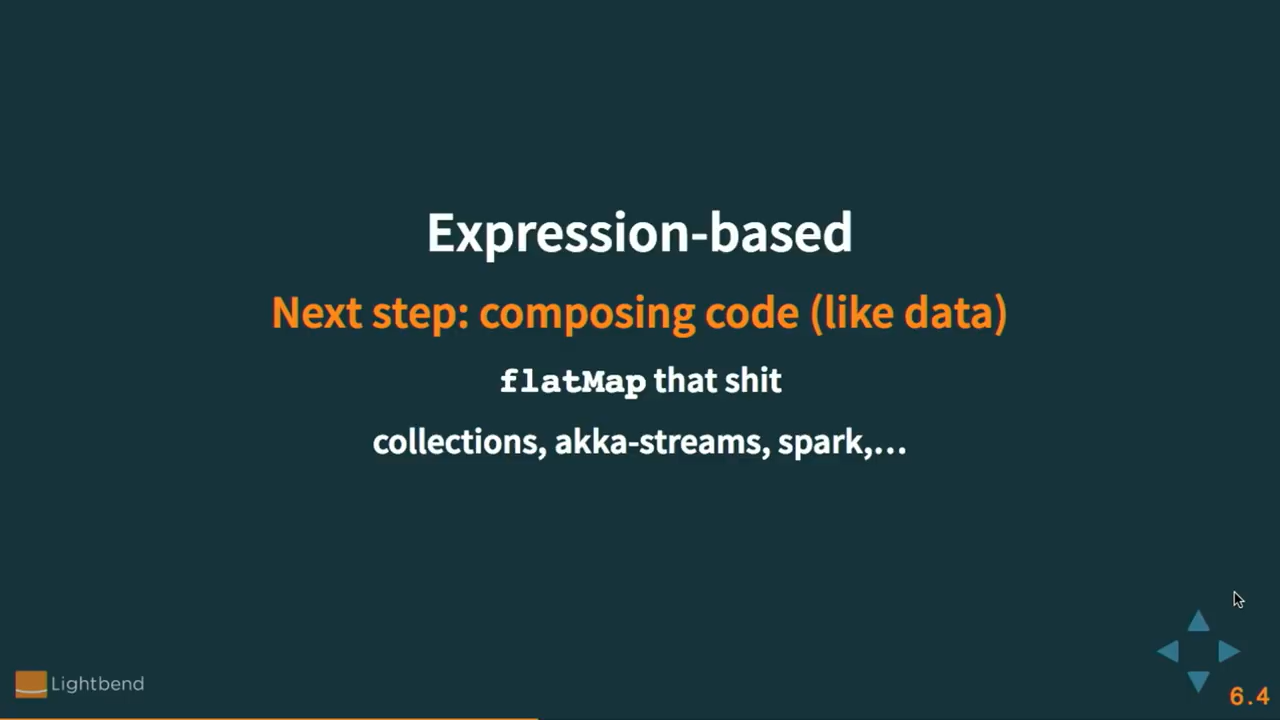 Expression-based
Next step: composing code (like data)
flatMap that shit
collections, akka-streams, spark,...
Lightbend
6.4